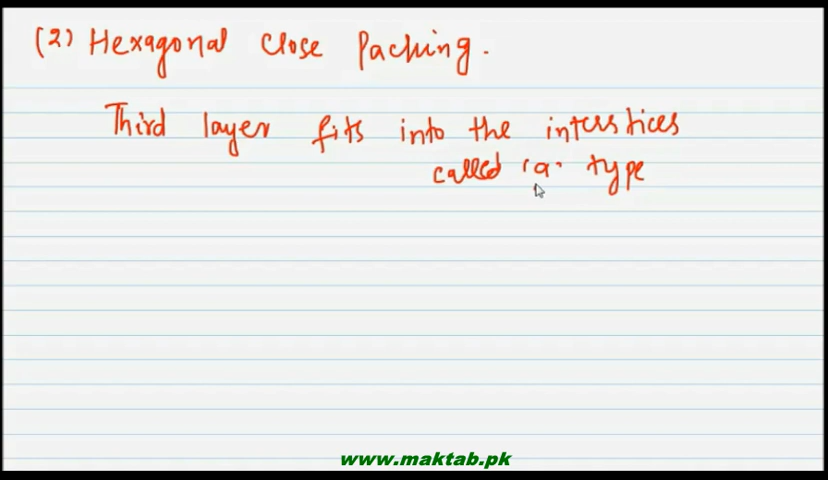 (2) Hexagonal close Packing.
Third layer fits into the interstices
called 'a' type
www.maktab.pk